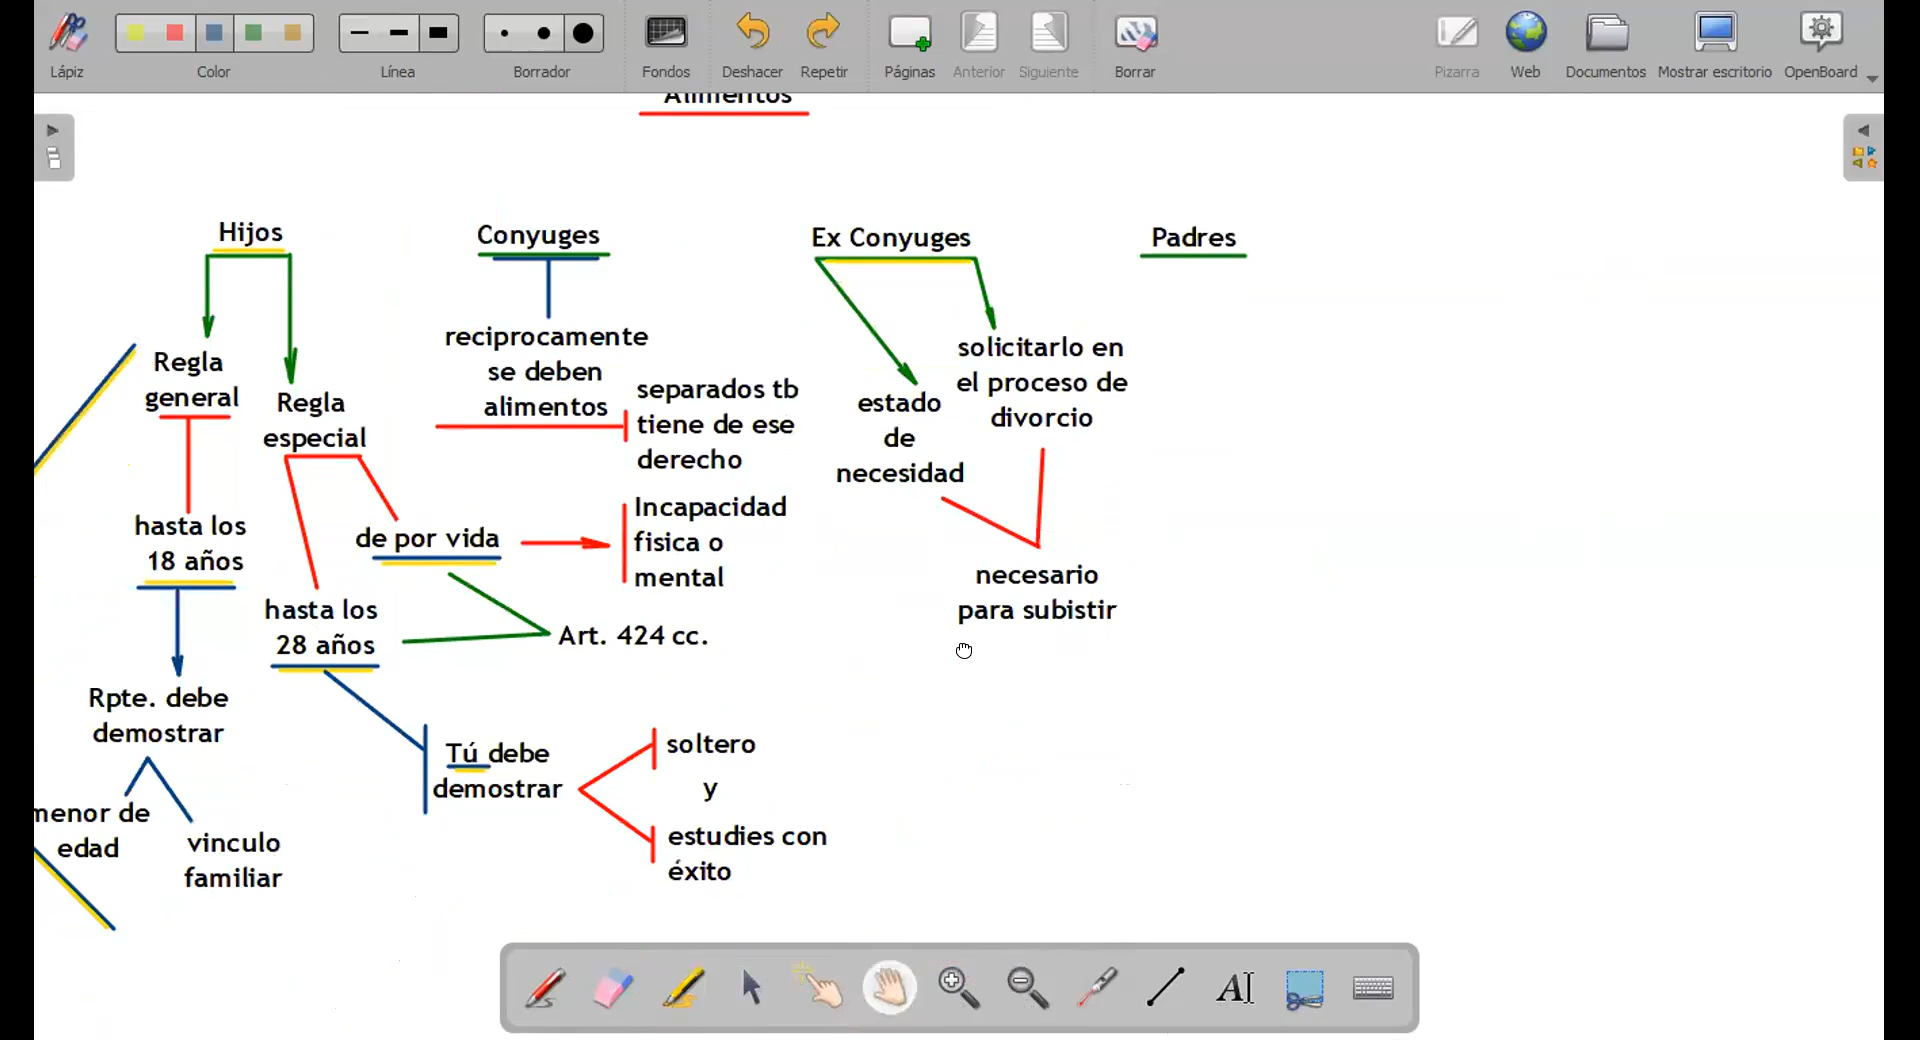 Lápiz
Color
Línea
Borrador
Fondos
Deshacer
Repetir
Páginas
Anterior
Siguiente
Borrar
Pizarra
Web
Documentos
Mostrar escritorio
OpenBoard
Alimentos
Hijos
Regla
general
hasta los
18 años
Rpte. debe
demostrar
menor de
edad
vinculo
familiar
Regla
especial
hasta los
28 años
de por vida
Incapacidad
fisica o
mental
Art. 424 cc.
Tú debe
demostrar
soltero
y
estudies con
éxito
Conyuges
reciprocamente
se deben
alimentos
separados tb
tiene de ese
derecho
Ex Conyuges
estado
de
necesidad
solicitarlo en
el proceso de
divorcio
necesario
para subistir
Padres
A